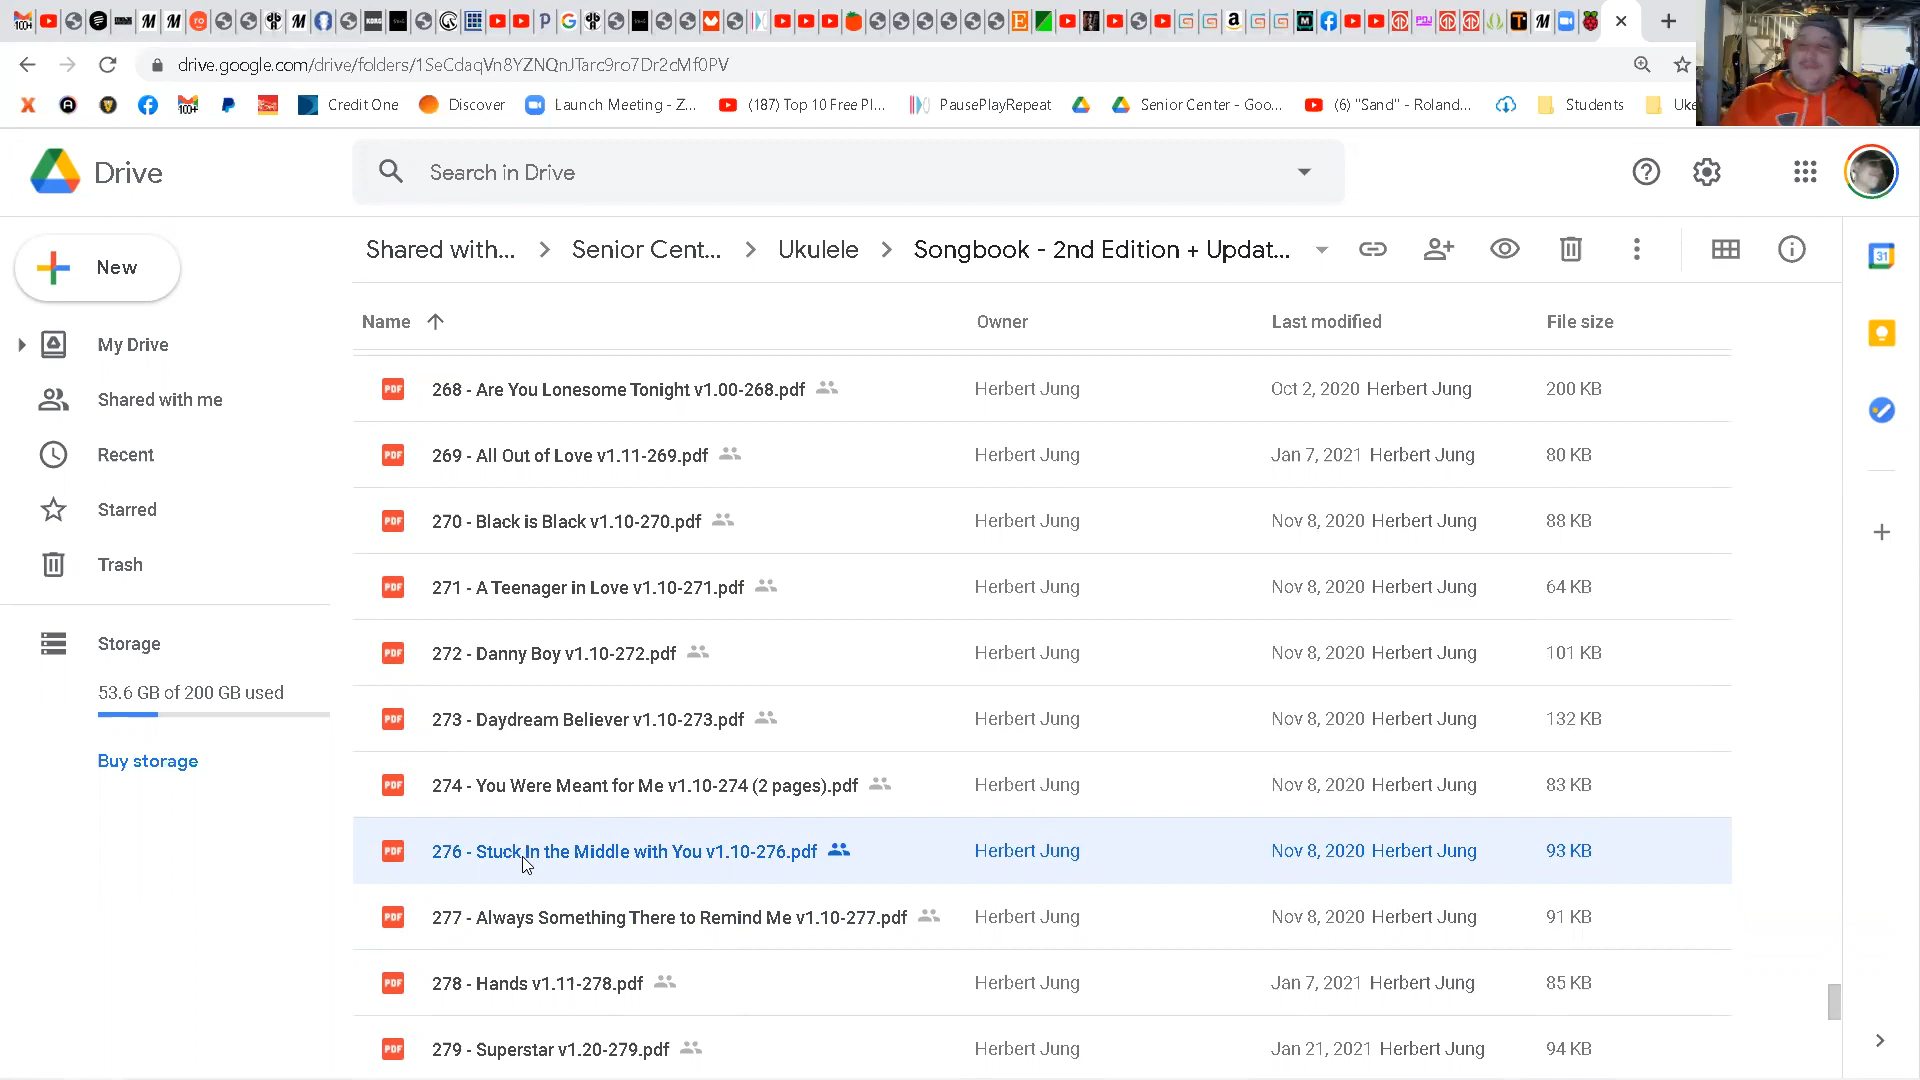 drive.google.com/drive/folders/1SeCdaqVn8YZNQnJTarc9ro7Dr2cMf0PV
Credit One
Discover
Launch Meeting - Z...
(187) Top 10 Free Pl...
PausePlayRepeat
Senior Center - Goo...
(6) "Sand" - Roland...
Students
Uke
Drive
Search in Drive
New
Shared with...
Senior Cent...
Ukulele
Songbook - 2nd Edition + Updat...
31
My Drive
Shared with me
Recent
Starred
Trash
Storage
53.6 GB of 200 GB used
Buy storage
Name Owner Last modified File size
PDF 268 - Are You Lonesome Tonight v1.00-268.pdf Herbert Jung Oct 2, 2020 Herbert Jung 200 KB
PDF 269 - All Out of Love v1.11-269.pdf Herbert Jung Jan 7, 2021 Herbert Jung 80 KB
PDF 270 - Black is Black v1.10-270.pdf Herbert Jung Nov 8, 2020 Herbert Jung 88 KB
PDF 271 - A Teenager in Love v1.10-271.pdf Herbert Jung Nov 8, 2020 Herbert Jung 64 KB
PDF 272 - Danny Boy v1.10-272.pdf Herbert Jung Nov 8, 2020 Herbert Jung 101 KB
PDF 273 - Daydream Believer v1.10-273.pdf Herbert Jung Nov 8, 2020 Herbert Jung 132 KB
PDF 274 - You Were Meant for Me v1.10-274 (2 pages).pdf Herbert Jung Nov 8, 2020 Herbert Jung 83 KB
PDF 276 - Stuck In the Middle with You v1.10-276.pdf Herbert Jung Nov 8, 2020 Herbert Jung 93 KB
PDF 277 - Always Something There to Remind Me v1.10-277.pdf Herbert Jung Nov 8, 2020 Herbert Jung 91 KB
PDF 278 - Hands v1.11-278.pdf Herbert Jung Jan 7, 2021 Herbert Jung 85 KB
PDF 279 - Superstar v1.20-279.pdf Herbert Jung Jan 21, 2021 Herbert Jung 94 KB